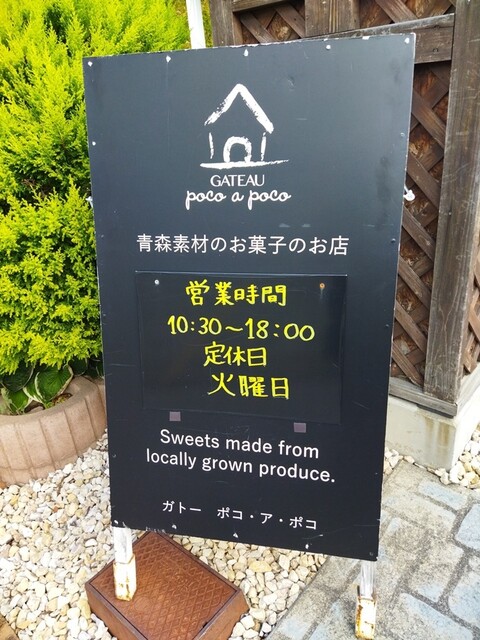 GATEAU
poco a poco
青森素材のお菓子のお店
営業時間
10:30～18:00
定休日
火曜日
Sweets made from
locally grown produce.
ガトー ポコ・ア・ポコ